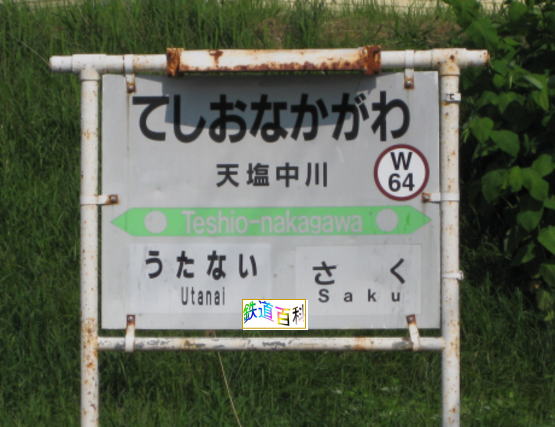 てしおなかがわ
天塩中川
W
64
Teshio-nakagawa
うたない
Utanai
さく
Saku
鉄道百科